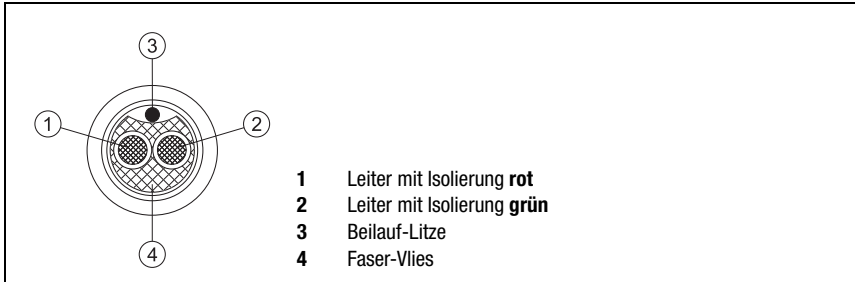 3
1
2
4
1 Leiter mit Isolierung rot
2 Leiter mit Isolierung grün
3 Beilauf-Litze
4 Faser-Vlies